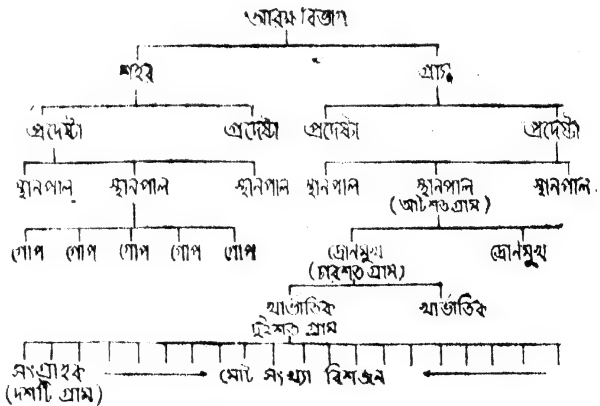 আরক্ষ বিভাগ
শহর গ্রাম
প্রদেষ্টা প্রদেষ্টা প্রদেষ্টা প্রদেষ্টা
স্থানপাল স্থানপাল স্থানপাল স্থানপাল স্থানপাল স্থানপাল
(আটশত গ্রাম)
গোপ গোপ গোপ গোপ গোপ দ্রোনমুখ দ্রোনমুখ
(চারশত গ্রাম)
খার্ভাতিক খার্ভাতিক
দুইশত গ্রাম
সংগ্রাহক মোট সংখ্যা বিশজন
(দশটি গ্রাম)